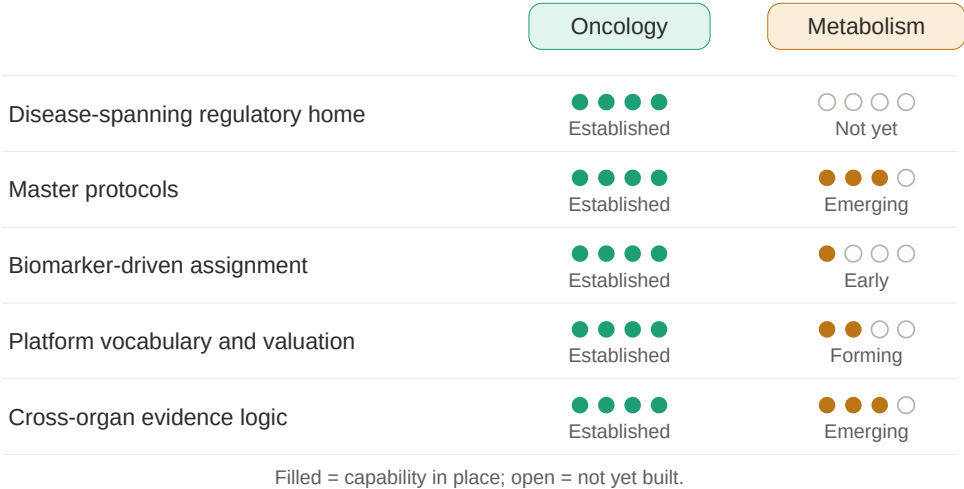 Oncology Metabolism
Disease-spanning regulatory home
Established Not yet
Master protocols
Established Emerging
Biomarker-driven assignment
Established Early
Platform vocabulary and valuation
Established Forming
Cross-organ evidence logic
Established Emerging
Filled = capability in place; open = not yet built.